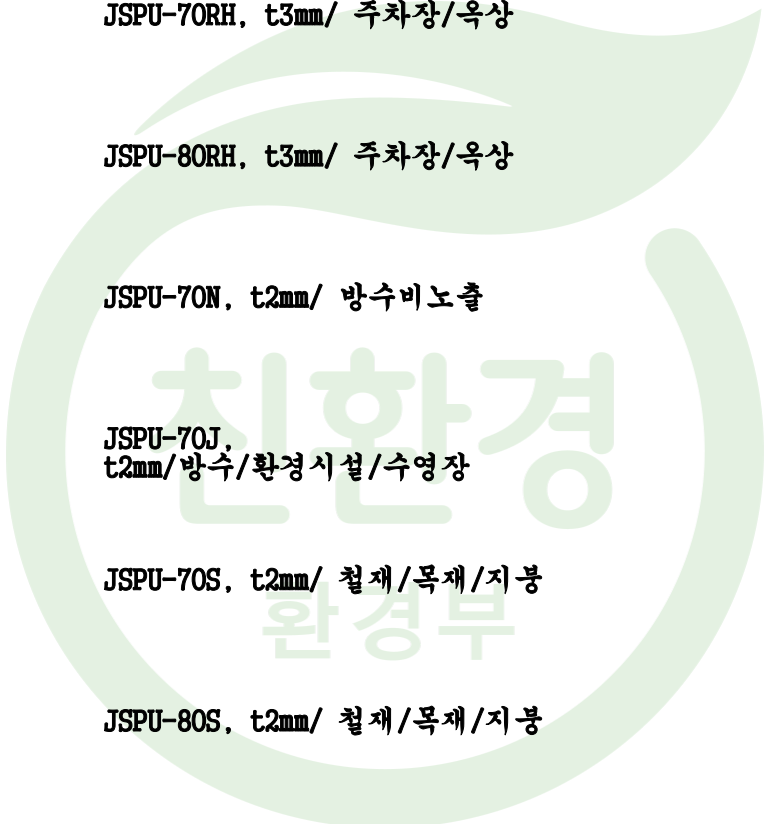 JSPU-70RH, t3mm/ 주차장/옥상
JSPU-80RH, t3mm/ 주차장/옥상
JSPU-70N, t2mm/ 방수비노출
친환경
JSPU-70J,
t2mm/방수/환경시설/수영장
JSPU-70S, t2mm/ 철재/목재/지붕
환경부
JSPU-80S, t2mm/ 철재/목재/지붕